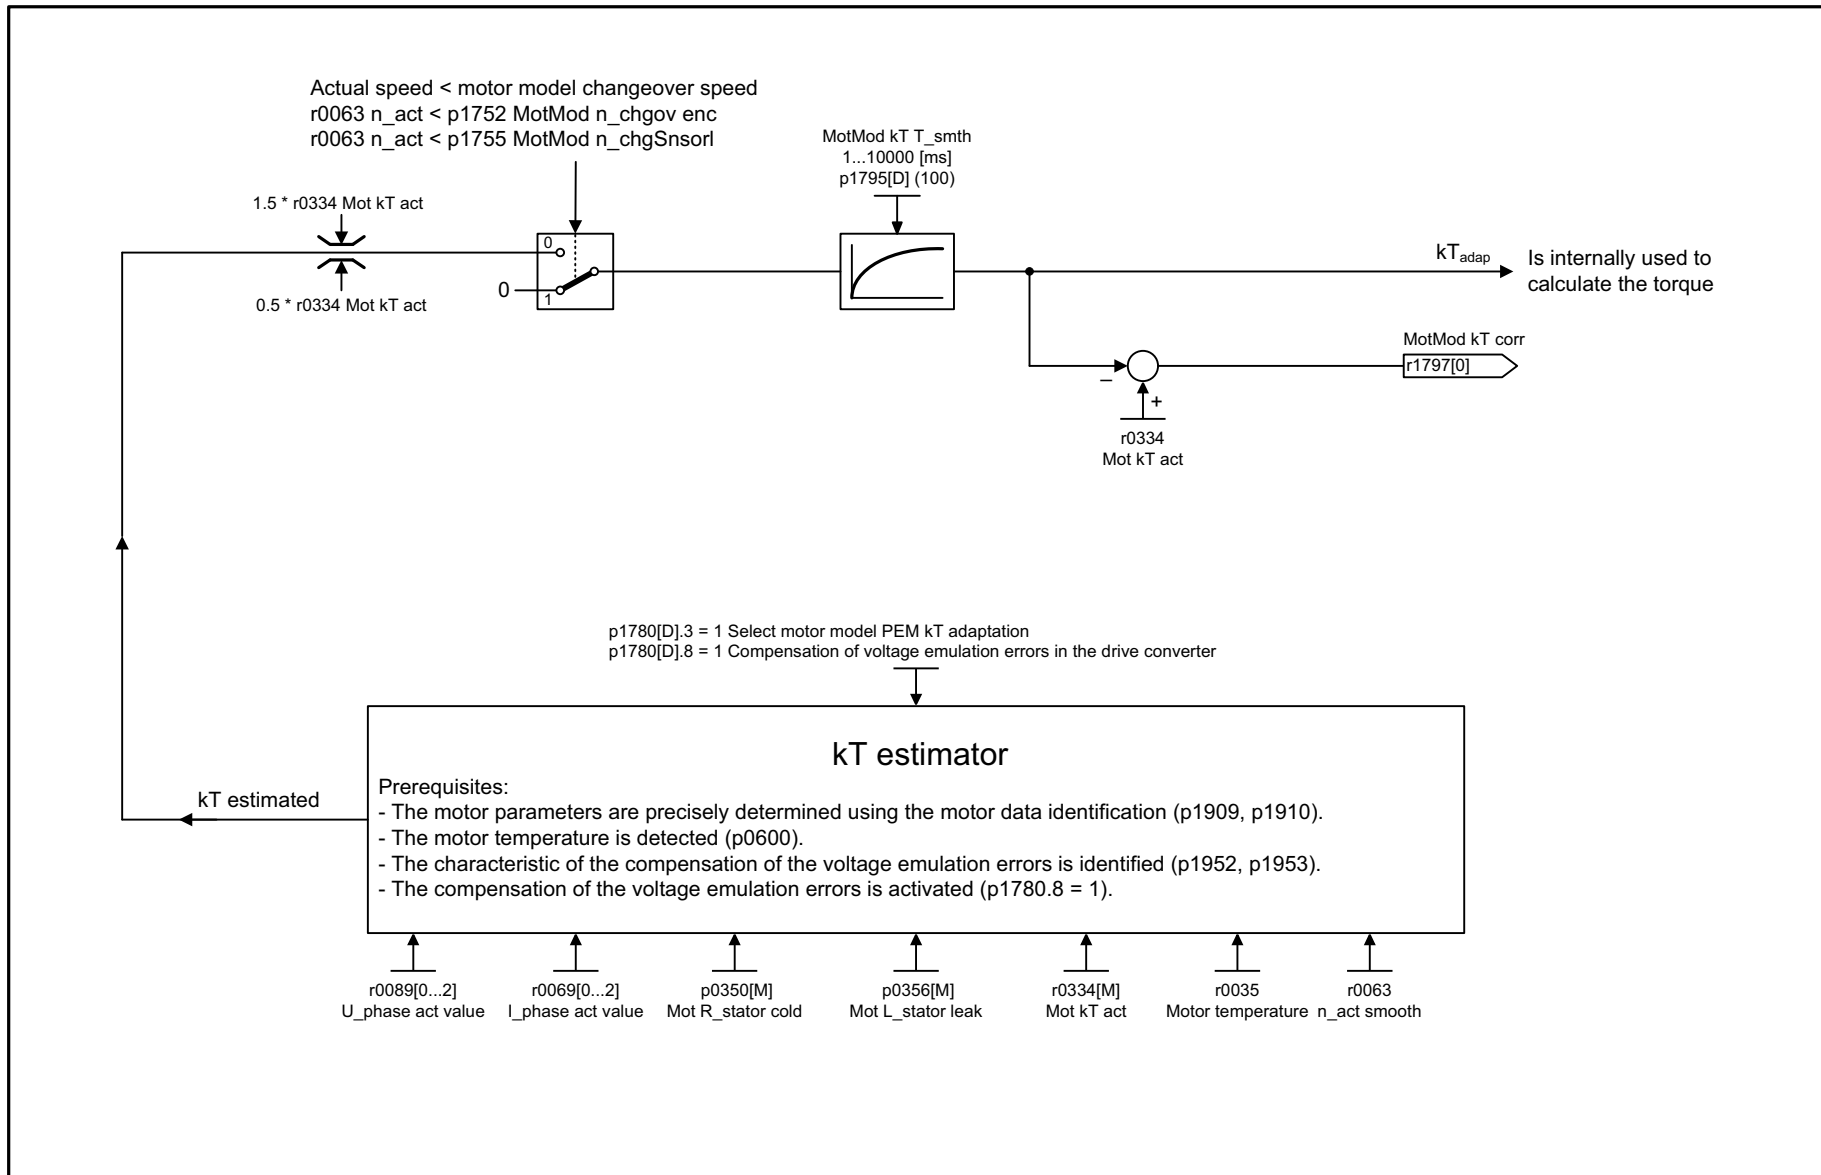 Actual speed < motor model changeover speed
r0063 n_act < p1752 MotMod n_chgov enc
r0063 n_act < p1755 MotMod n_chgSnsorl
MotMod kT T_smth
1...10000 [ms]
p1795[D] (100)
1.5 * r0334 Mot kT act
0
0
1
0.5 * r0334 Mot kT act
kTadap
Is internally used to
calculate the torque
MotMod kT corr
r1797[0]
–
+
r0334
Mot kT act
p1780[D].3 = 1 Select motor model PEM kT adaptation
p1780[D].8 = 1 Compensation of voltage emulation errors in the drive converter
kT estimator
kT estimated
Prerequisites:
- The motor parameters are precisely determined using the motor data identification (p1909, p1910).
- The motor temperature is detected (p0600).
- The characteristic of the compensation of the voltage emulation errors is identified (p1952, p1953).
- The compensation of the voltage emulation errors is activated (p1780.8 = 1).
r0089[0...2]
U_phase act value
r0069[0...2]
I_phase act value
p0350[M]
Mot R_stator cold
p0356[M]
Mot L_stator leak
r0334[M]
Mot kT act
r0035
Motor temperature
r0063
n_act smooth